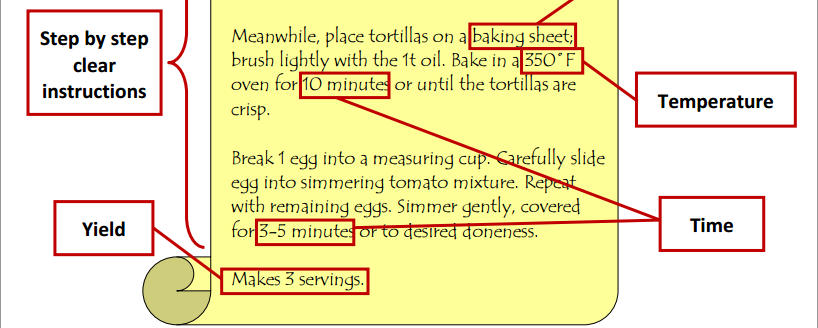 Step by step
clear
instructions
Meanwhile, place tortillas on a baking sheet;
brush lightly with the 1t oil. Bake in a 350°F
oven for 10 minutes or until the tortillas are
crisp.
Temperature
Break 1 egg into a measuring cup. Carefully slide
egg into simmering tomato mixture. Repeat
with remaining eggs. Simmer gently, covered
for 3-5 minutes or to desired doneness.
Time
Yield
Makes 3 servings.